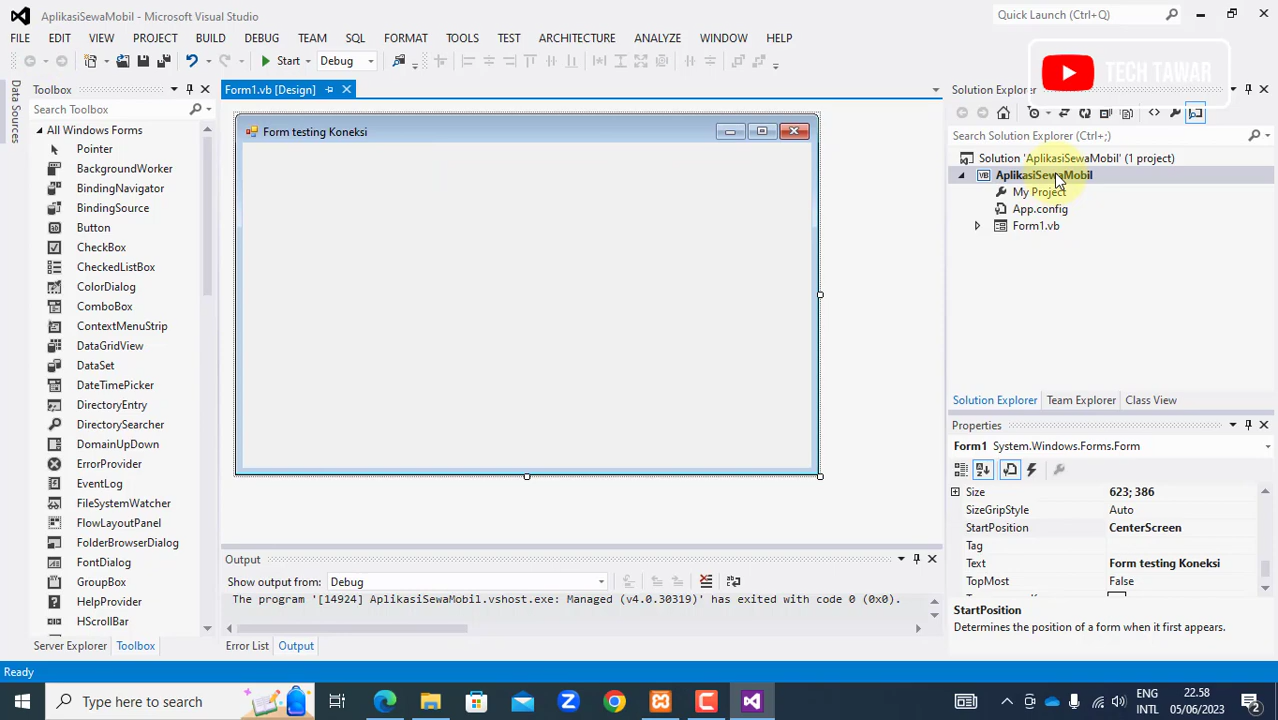 AplikasiSewaMobil - Microsoft Visual Studio
Quick Launch (Ctrl+Q)
FILE EDIT VIEW PROJECT BUILD DEBUG TEAM SQL FORMAT TOOLS TEST ARCHITECTURE ANALYZE WINDOW HELP
Start Debug
TECH TAWAR
Data Sources
Toolbox
Form1.vb [Design]
Solution Explorer
Search Toolbox
Search Solution Explorer (Ctrl+;)
All Windows Forms
Pointer
BackgroundWorker
BindingNavigator
BindingSource
Button
CheckBox
CheckedListBox
ColorDialog
ComboBox
ContextMenuStrip
DataGridView
DataSet
DateTimePicker
DirectoryEntry
DirectorySearcher
DomainUpDown
ErrorProvider
EventLog
FileSystemWatcher
FlowLayoutPanel
FolderBrowserDialog
FontDialog
GroupBox
HelpProvider
HScrollBar
Server Explorer Toolbox
Form testing Koneksi
Solution 'AplikasiSewaMobil' (1 project)
VB AplikasiSewaMobil
My Project
App.config
Form1.vb
Solution Explorer Team Explorer Class View
Properties
Form1 System.Windows.Forms.Form
Size 623; 386
SizeGripStyle Auto
StartPosition CenterScreen
Tag
Text Form testing Koneksi
TopMost False
StartPosition
Determines the position of a form when it first appears.
Output
Show output from: Debug
The program '[14924] AplikasiSewaMobil.vshost.exe: Managed (v4.0.30319)' has exited with code 0 (0x0).
Error List Output
Ready
Type here to search
ENG
INTL
22.58
05/06/2023
2